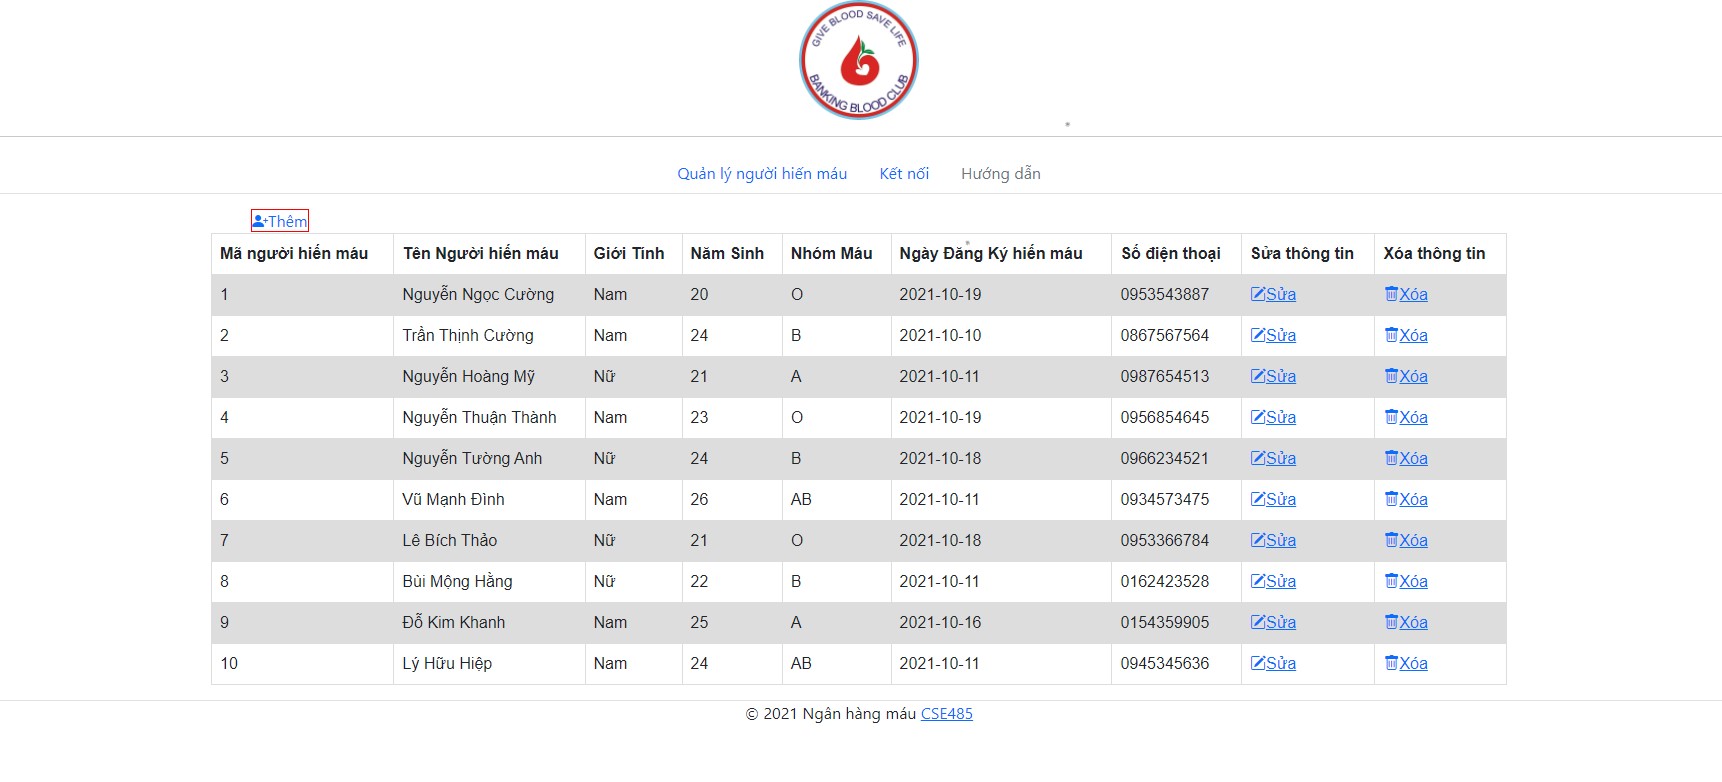 GIVE BLOOD SAVE LIFE
BANKING BLOOD CLUB
Quản lý người hiến máu Kết nối Hướng dẫn
Thêm
Mã người hiến máu Tên Người hiến máu Giới Tính Năm Sinh Nhóm Máu Ngày Đăng Ký hiến máu Số điện thoại Sửa thông tin Xóa thông tin
1 Nguyễn Ngọc Cường Nam 20 O 2021-10-19 0953543887 Sửa Xóa
2 Trần Thịnh Cường Nam 24 B 2021-10-10 0867567564 Sửa Xóa
3 Nguyễn Hoàng Mỹ Nữ 21 A 2021-10-11 0987654513 Sửa Xóa
4 Nguyễn Thuận Thành Nam 23 O 2021-10-19 0956854645 Sửa Xóa
5 Nguyễn Tường Anh Nữ 24 B 2021-10-18 0966234521 Sửa Xóa
6 Vũ Mạnh Đình Nam 26 AB 2021-10-11 0934573475 Sửa Xóa
7 Lê Bích Thảo Nữ 21 O 2021-10-18 0953366784 Sửa Xóa
8 Bùi Mộng Hằng Nữ 22 B 2021-10-11 0162423528 Sửa Xóa
9 Đỗ Kim Khanh Nam 25 A 2021-10-16 0154359905 Sửa Xóa
10 Lý Hữu Hiệp Nam 24 AB 2021-10-11 0945345636 Sửa Xóa
© 2021 Ngân hàng máu CSE485